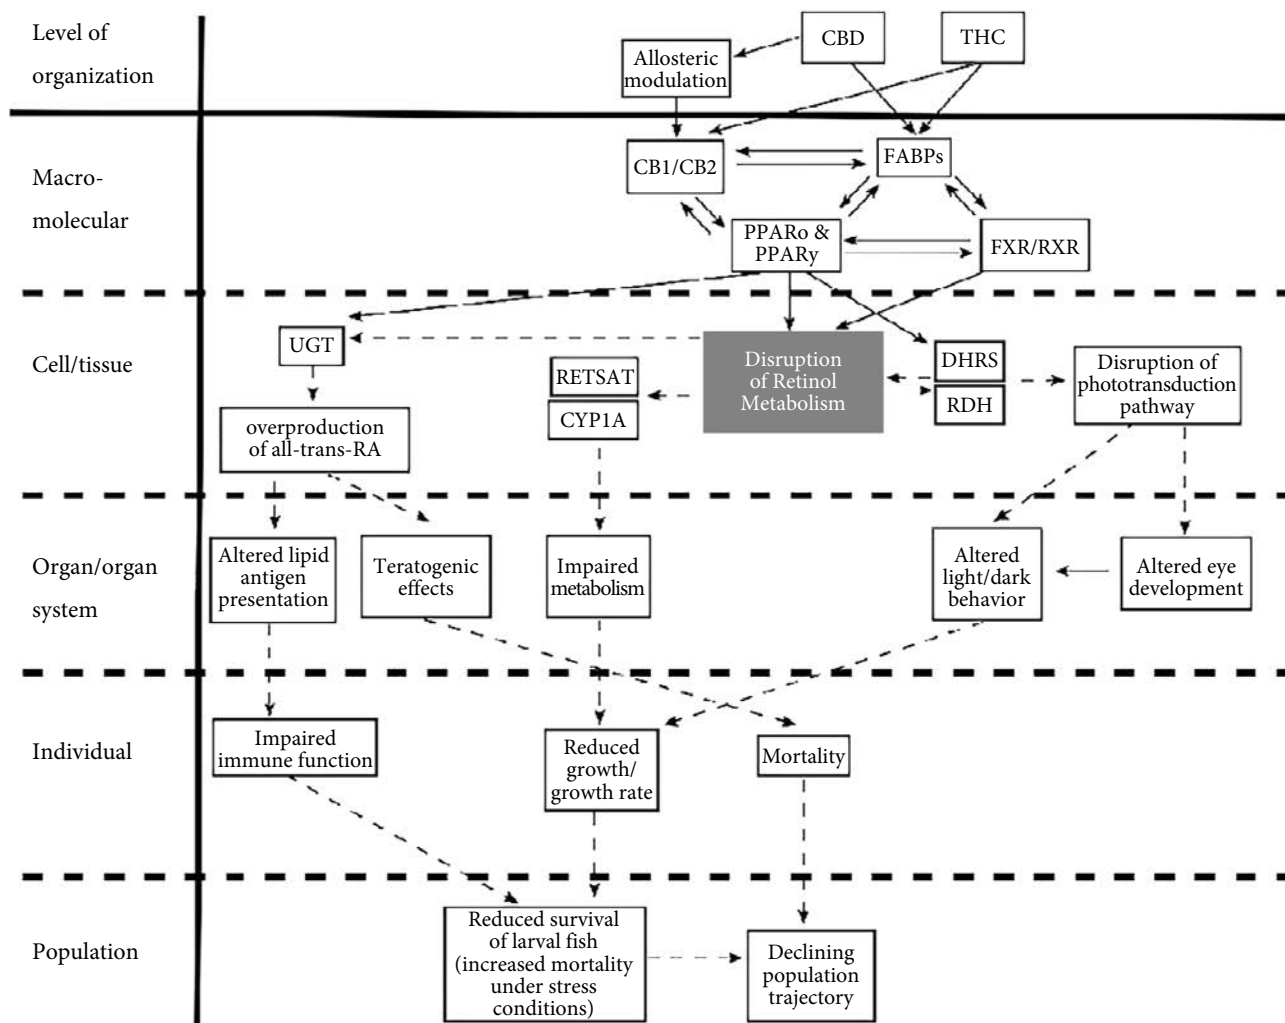 Level of
organization
CBD
THC
Allosteric
modulation
Macro-
molecular
CB1/CB2
FABPs
PPARo &
PPARy
FXR/RXR
Cell/tissue
UGT
RETSAT
CYP1A
Disruption
of Retinol
Metabolism
DHRS
RDH
Disruption of
phototransduction
pathway
overproduction
of all-trans-RA
Organ/organ
system
Altered lipid
antigen
presentation
Teratogenic
effects
Impaired
metabolism
Altered
light/dark
behavior
Altered eye
development
Individual
Impaired
immune function
Reduced
growth/
growth rate
Mortality
Population
Reduced survival
of larval fish
(increased mortality
under stress
conditions)
Declining
population
trajectory